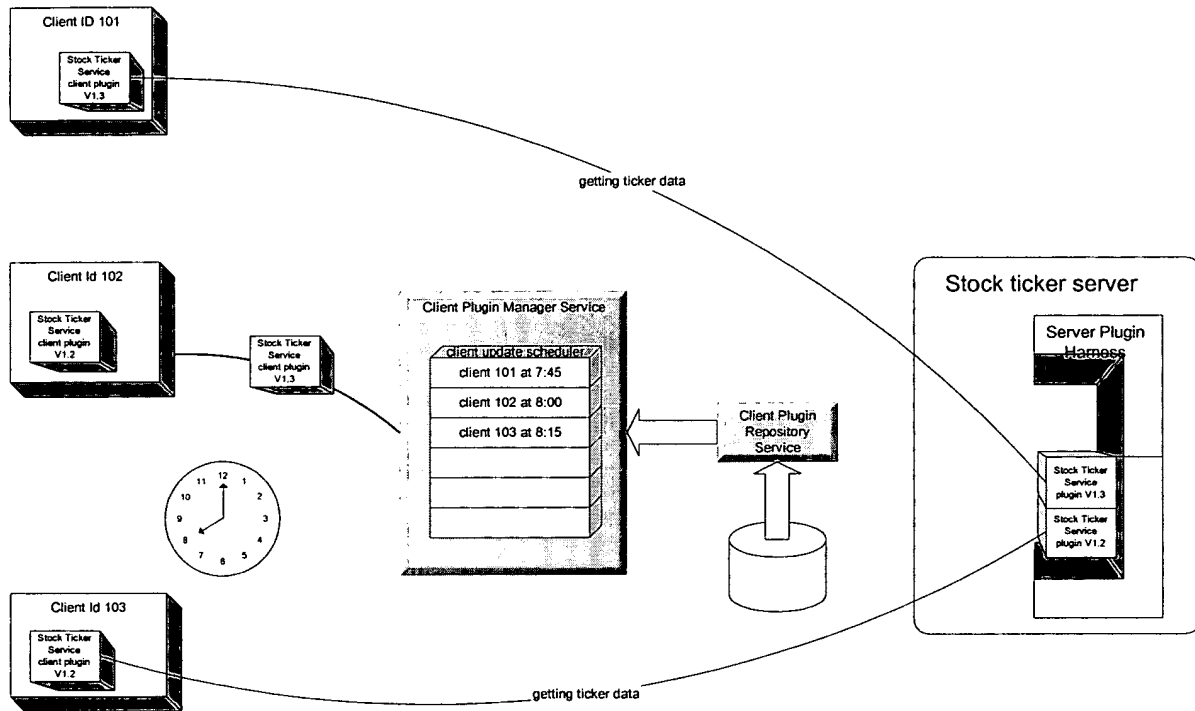 Client ID 101
Stock Ticker
Service
client plugin
V1.3
getting ticker data
Client Id 102
Stock Ticker
Service
client plugin
V1.2
Stock Ticker
Service
client plugin
V1.3
Client Plugin Manager Service
client update scheduler
client 101 at 7:45
client 102 at 8:00
client 103 at 8:15
Client Plugin
Repository
Service
Stock ticker server
Server Plugin
Harness
Stock Ticker
Service
plugin V1.3
Stock Ticker
Service
plugin V1.2
12
1
2
3
4
5
6
7
8
9
10
11
Client Id 103
Stock Ticker
Service
client plugin
V1.2
getting ticker data